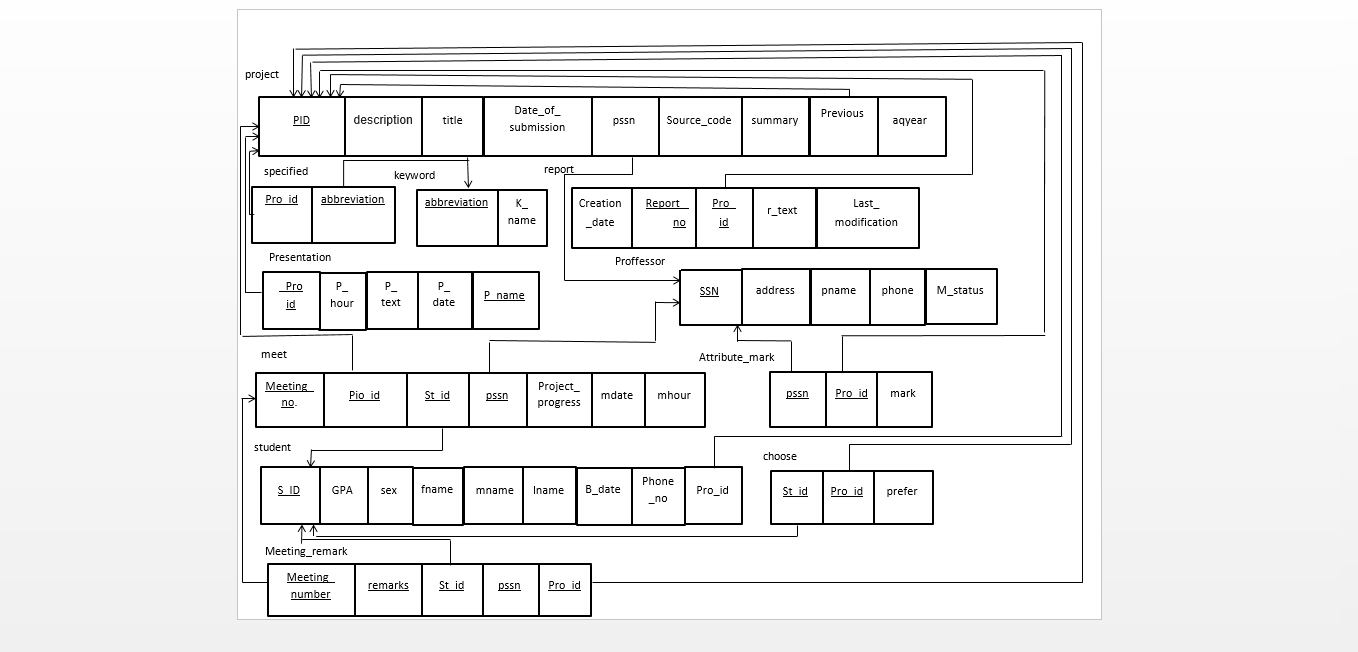 project
PID description title Date_of_ submission pssn Source_code summary Previous aqyear
specified keyword report
Pro_id abbreviation
abbreviation K_ name
Creation _date Report_ no Pro_ id r_text Last_ modification
Presentation Proffessor
_Pro id P_ hour P_ text P_ date P_name
SSN address pname phone M_status
meet Attribute_mark
Meeting_ no. Pio_id St_id pssn Project_ progress mdate mhour
pssn Pro_id mark
student choose
S_ID GPA sex fname mname lname B_date Phone _no Pro_id
St_id Pro_id prefer
Meeting_remark
Meeting_ number remarks St_id pssn Pro_id